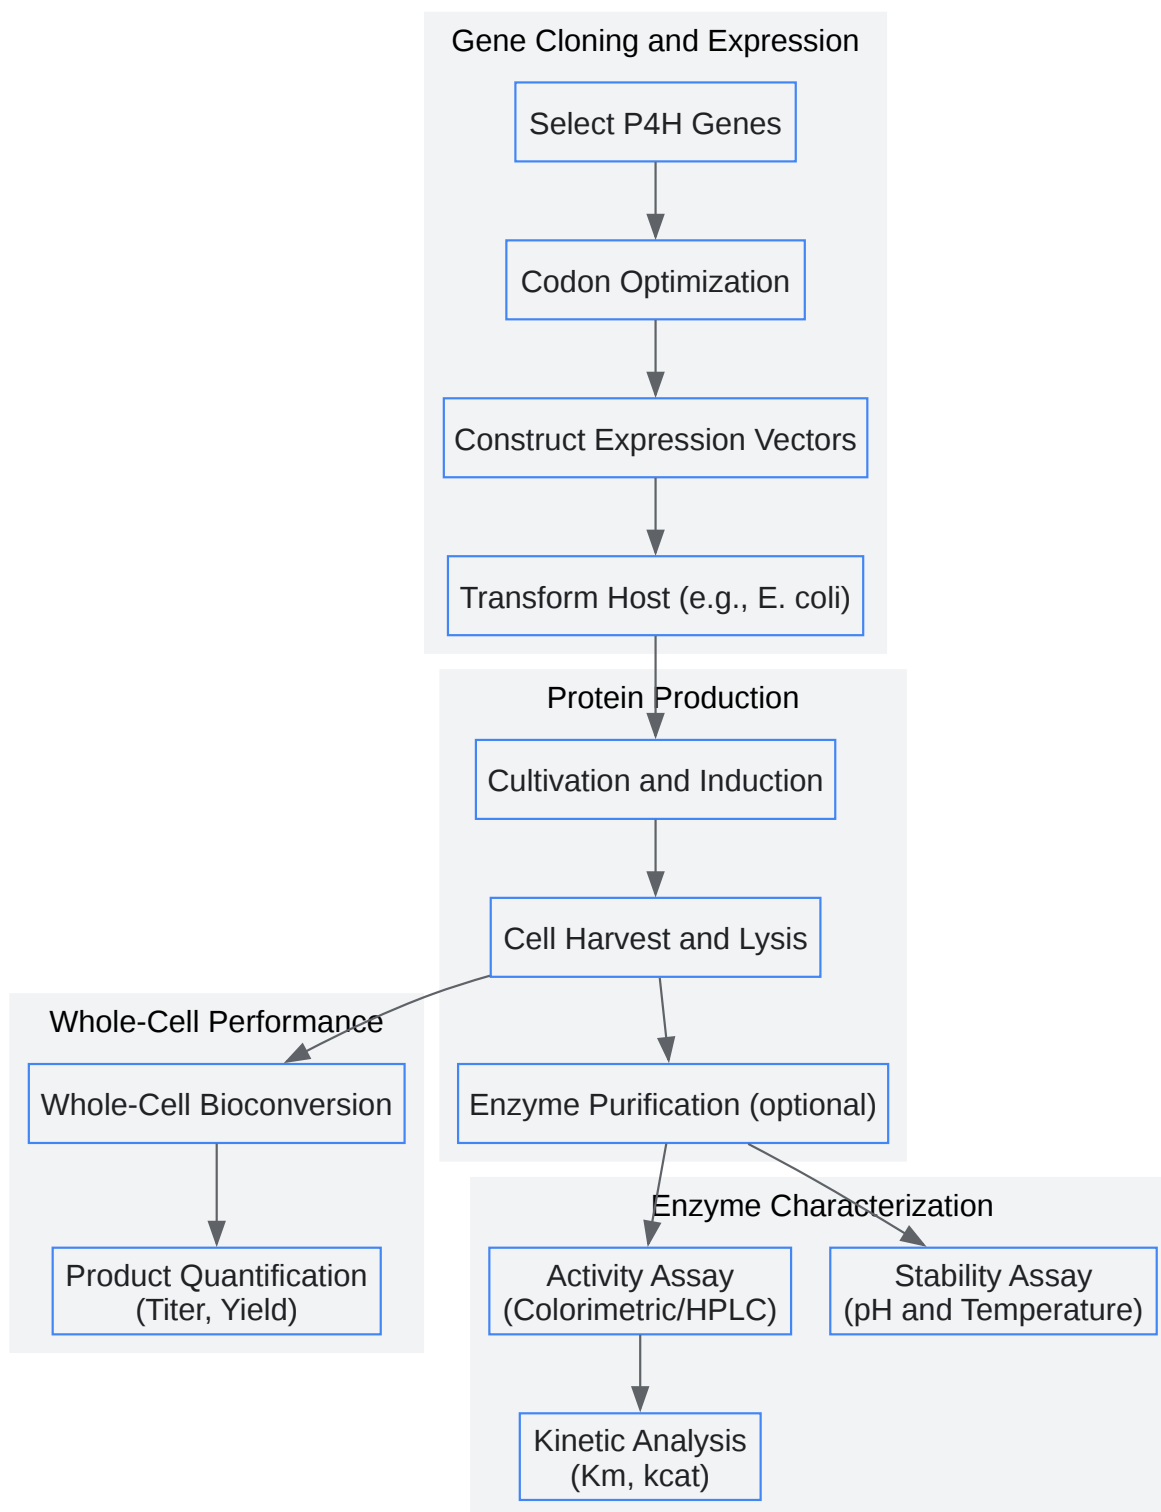 Gene Cloning and Expression
Select P4H Genes
Codon Optimization
Construct Expression Vectors
Transform Host (e.g., E. coli)
Protein Production
Cultivation and Induction
Cell Harvest and Lysis
Whole-Cell Performance
Whole-Cell Bioconversion
Enzyme Purification (optional)
Enzyme Characterization
Product Quantification
(Titer, Yield)
Activity Assay
(Colorimetric/HPLC)
Stability Assay
(pH and Temperature)
Kinetic Analysis
(Km, kcat)